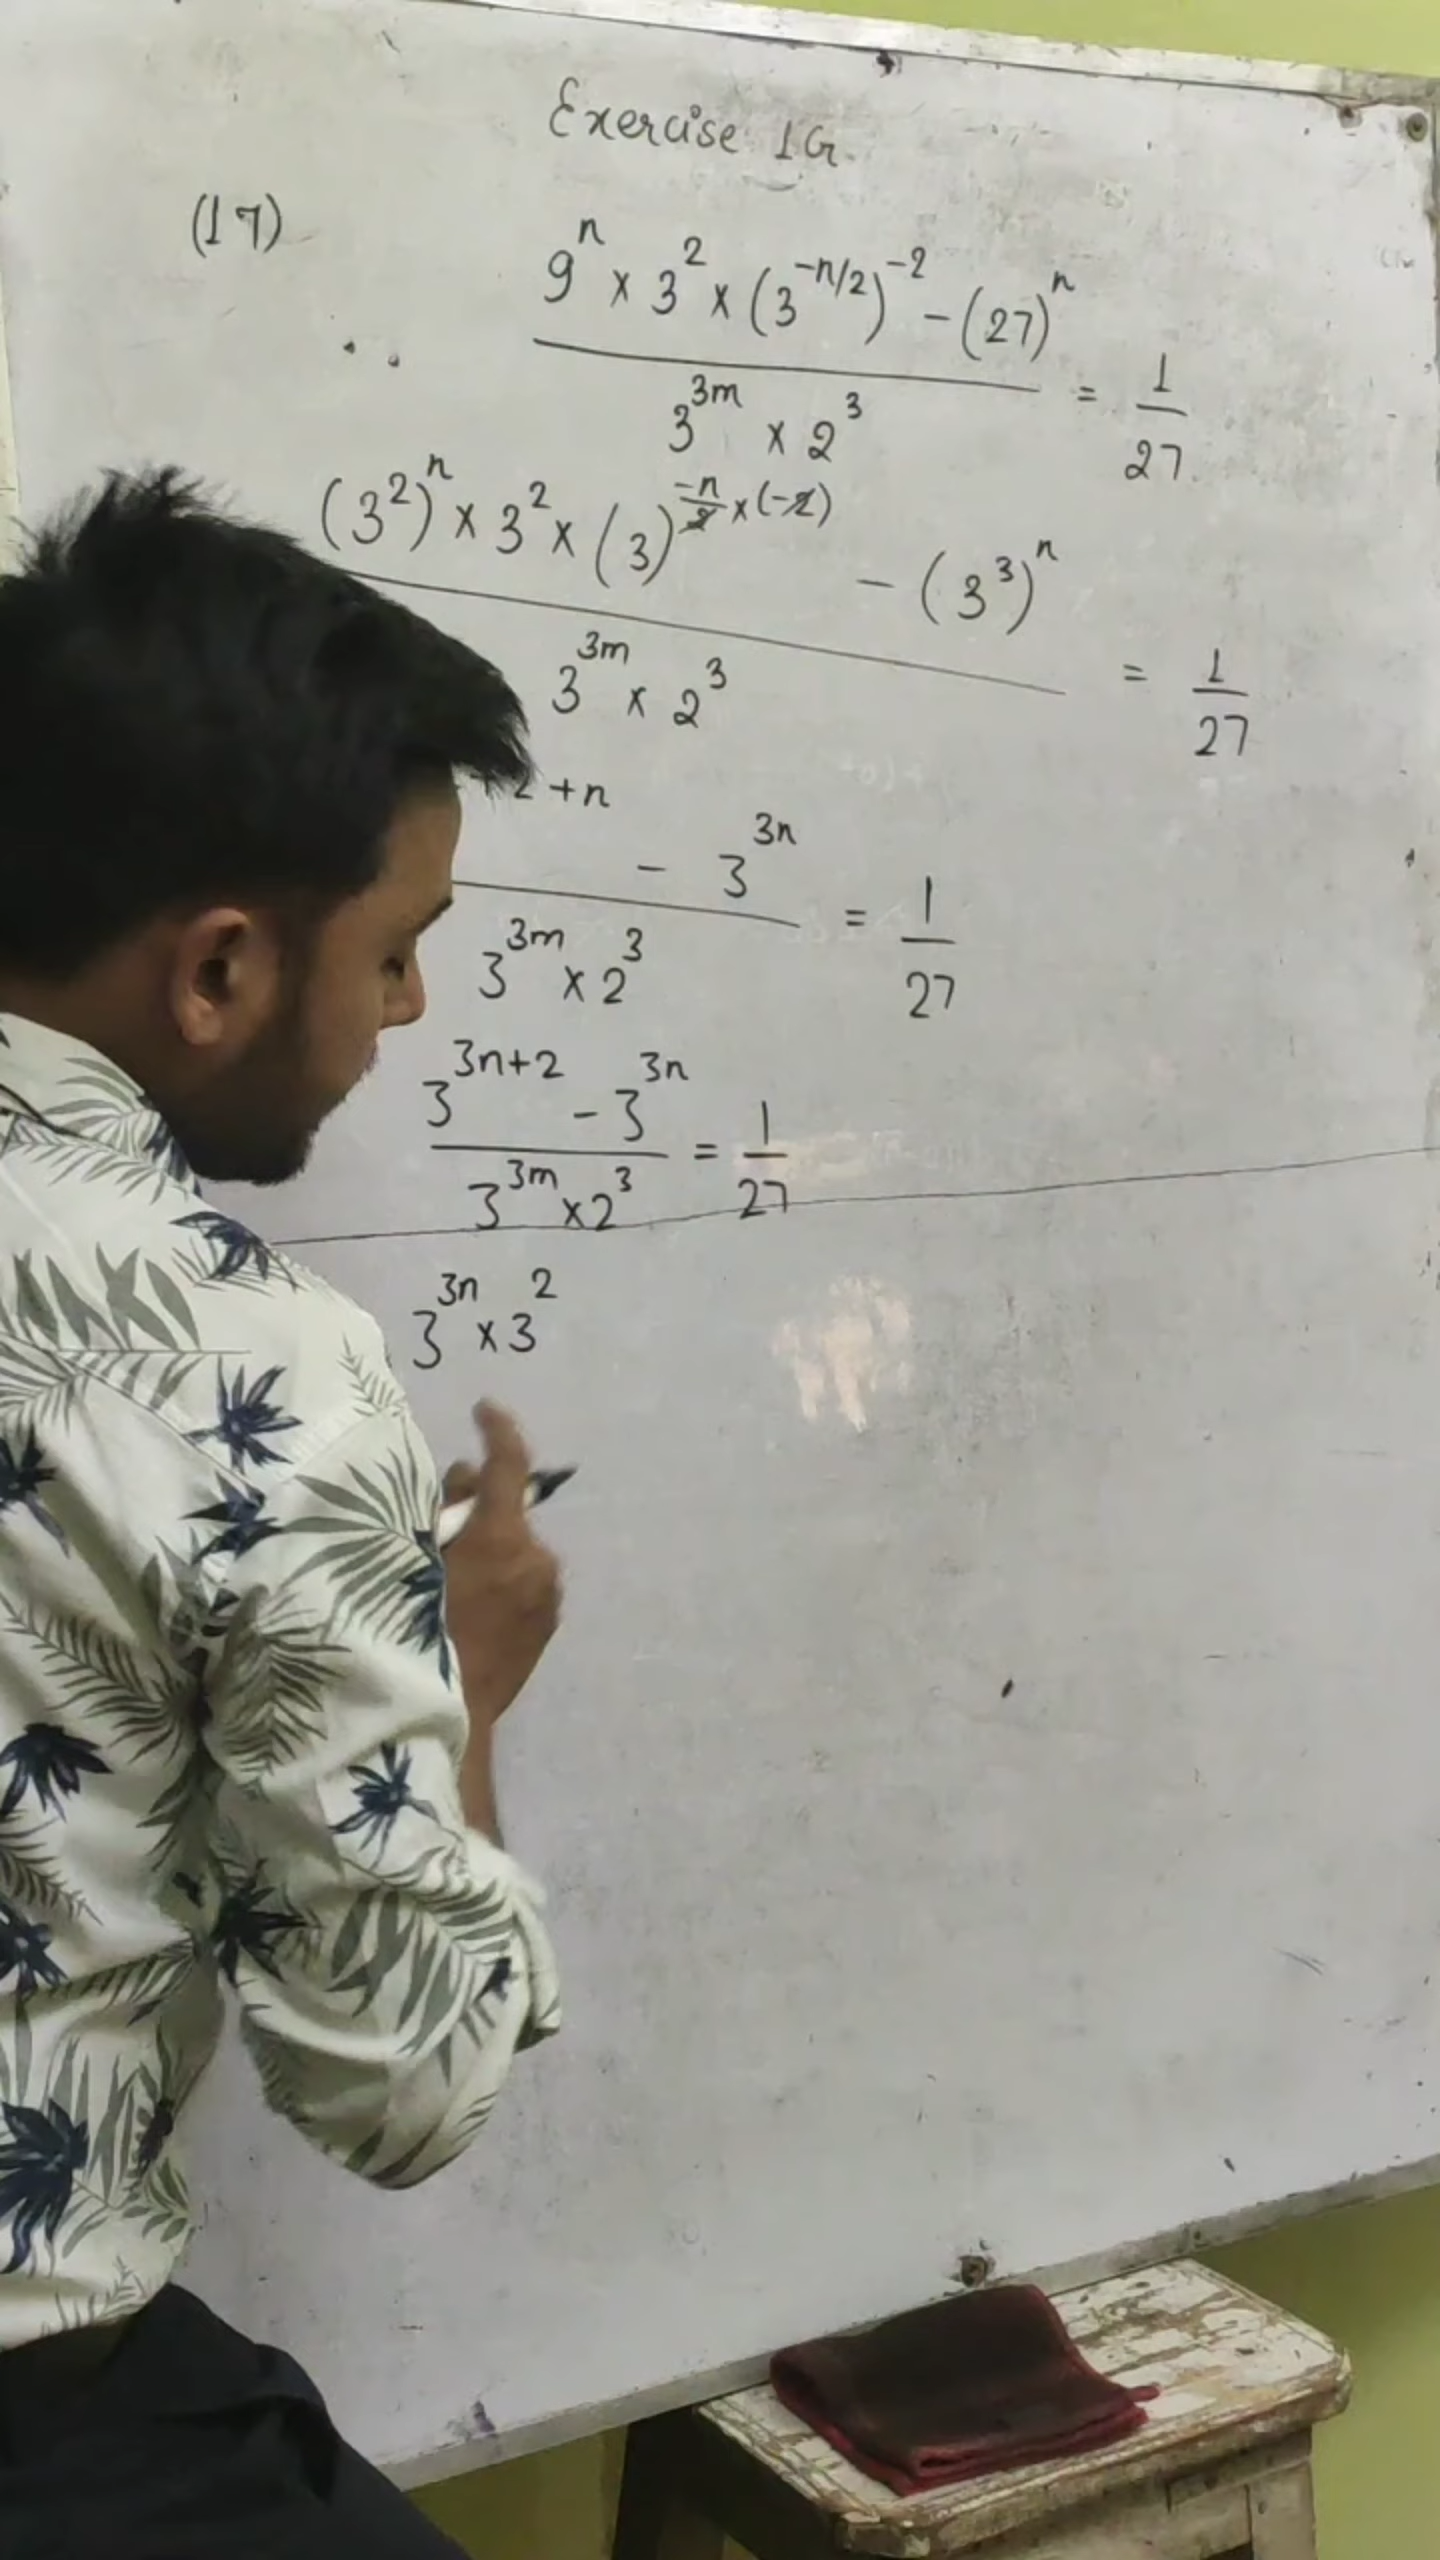 Exercise 1G
(17)
9^n × 3^2 × (3^{-n/2})^{-2} - (27)^n
3^{3m} × 2^3
= 1/27
(3^2)^n × 3^2 × (3)^{-n/2 × (-2)} - (3^3)^n
3^{3m} × 2^3
= 1/27
2+n
- 3^{3n}
3^{3m} × 2^3
= 1/27
3^{3n+2} - 3^{3n}
3^{3m} × 2^3
= 1/27
3^{3n} × 3^2